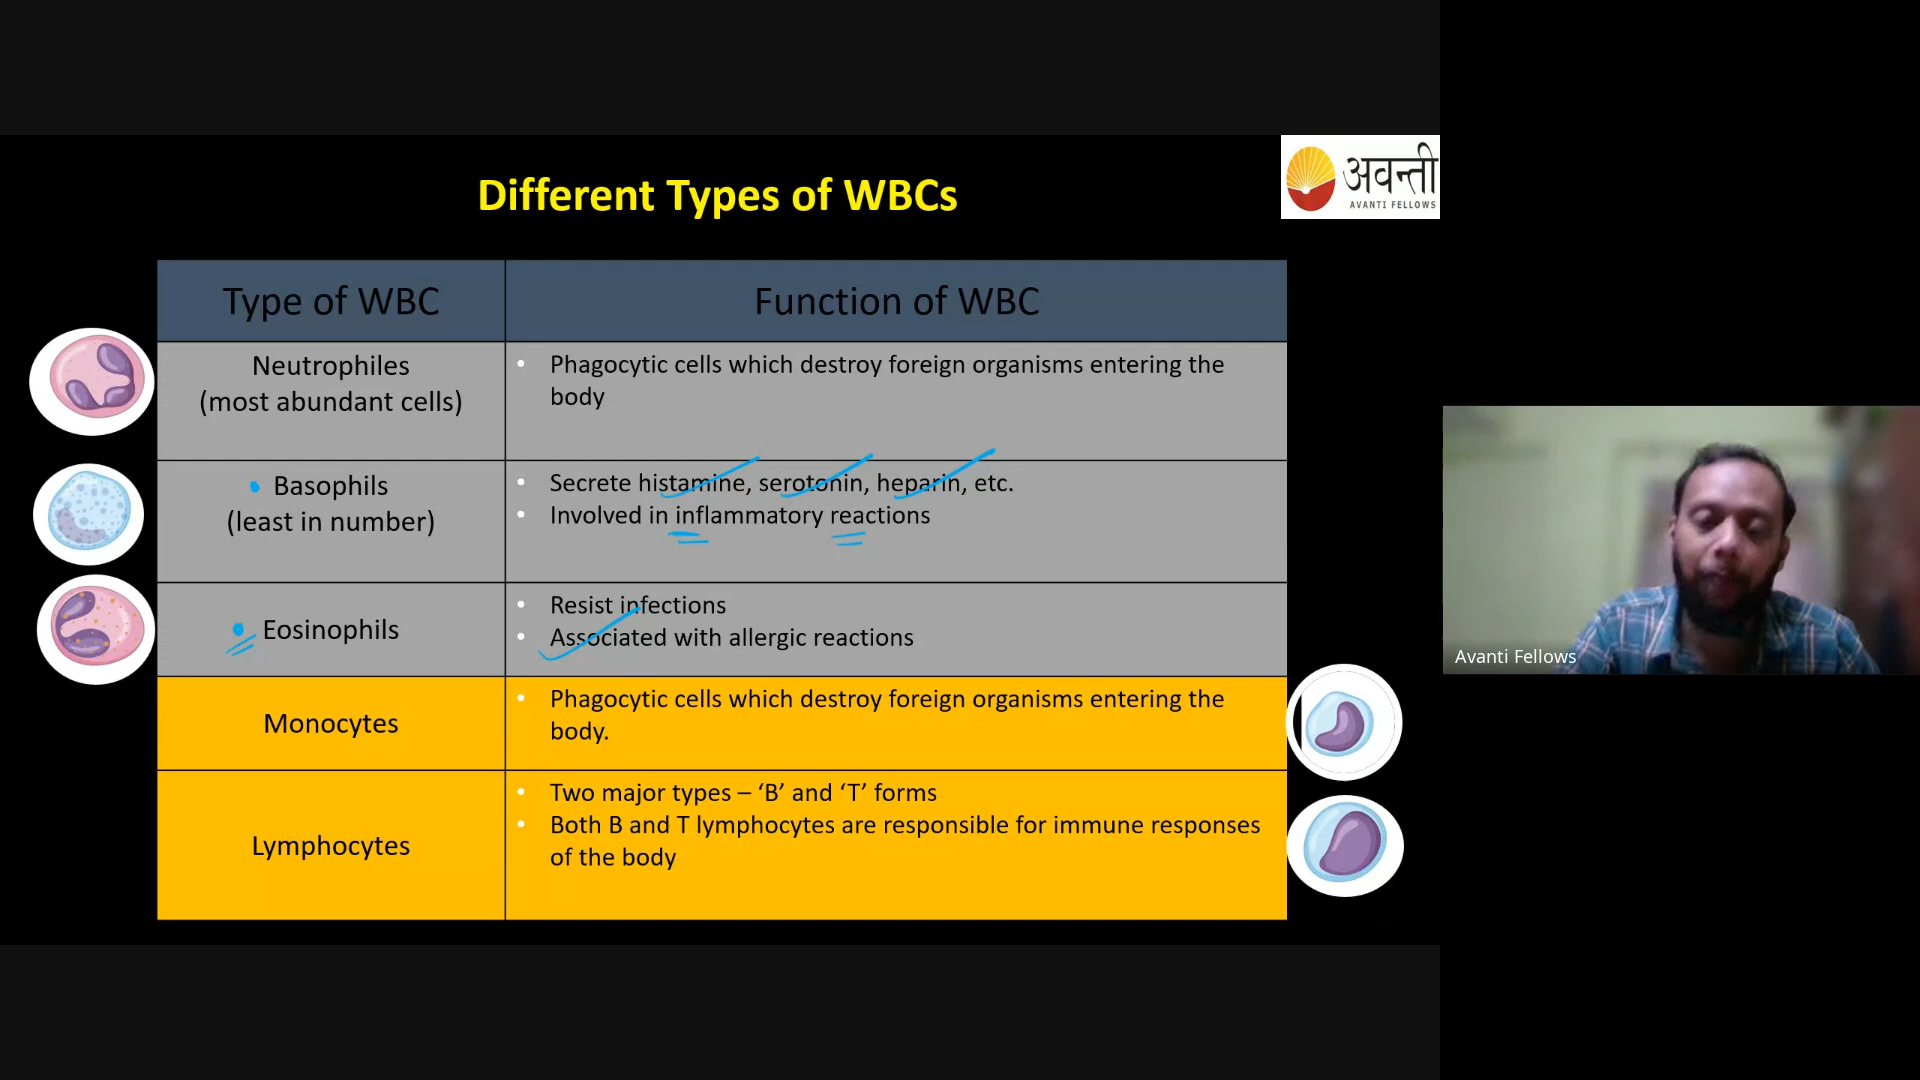 Different Types of WBCs
अवन्ती
AVANTI FELLOWS
Type of WBC
Function of WBC
Neutrophiles
(most abundant cells)
• Phagocytic cells which destroy foreign organisms entering the
body
Basophils
(least in number)
• Secrete histamine, serotonin, heparin, etc.
• Involved in inflammatory reactions
Eosinophils
• Resist infections
• Associated with allergic reactions
Monocytes
• Phagocytic cells which destroy foreign organisms entering the
body.
Lymphocytes
• Two major types – ‘B’ and ‘T’ forms
• Both B and T lymphocytes are responsible for immune responses
of the body
Avanti Fellows